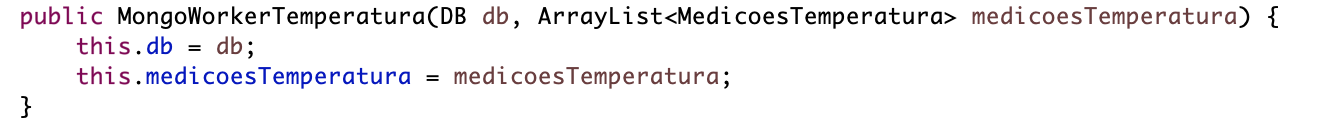 public MongoWorkerTemperatura(DB db, ArrayList<MedicoesTemperatura> medicoesTemperatura) {
    this.db = db;
    this.medicoesTemperatura = medicoesTemperatura;
}